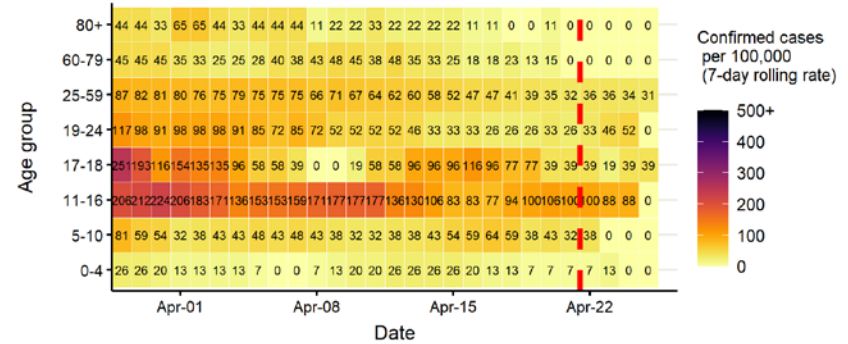 80+ 44 44 33 65 65 44 33 44 44 44 11 22 22 33 22 22 22 22 11 11 0 0 11 0 0 0 0 0
60-79 45 45 45 35 33 25 25 28 40 38 43 48 45 38 48 35 33 25 18 18 23 13 15 0 0 0 0 0
25-59 87 82 81 80 76 75 79 75 75 75 66 71 67 64 62 60 58 52 47 47 41 39 35 32 36 36 34 31
19-24 117 98 91 98 98 98 91 85 72 85 72 52 52 52 52 46 33 33 33 26 26 26 33 26 33 46 52 0
17-18 251 193 116 154 135 135 96 58 58 39 0 0 19 58 58 96 96 96 116 96 77 77 39 39 39 19 39 39
11-16 206 212 224 206 183 171 136 153 153 159 171 177 177 177 136 130 106 83 83 77 94 100 106 100 100 88 88 0
5-10 81 59 54 32 38 43 43 48 43 48 43 38 32 32 38 38 43 54 59 64 59 38 43 32 38 0 0 0
0-4 26 26 20 13 13 13 13 7 0 0 7 13 20 20 26 26 26 26 20 13 13 7 7 7 7 13 0 0
Age group
Apr-01 Apr-08 Apr-15 Apr-22
Date
Confirmed cases
per 100,000
(7-day rolling rate)
500+
400
300
200
100
0